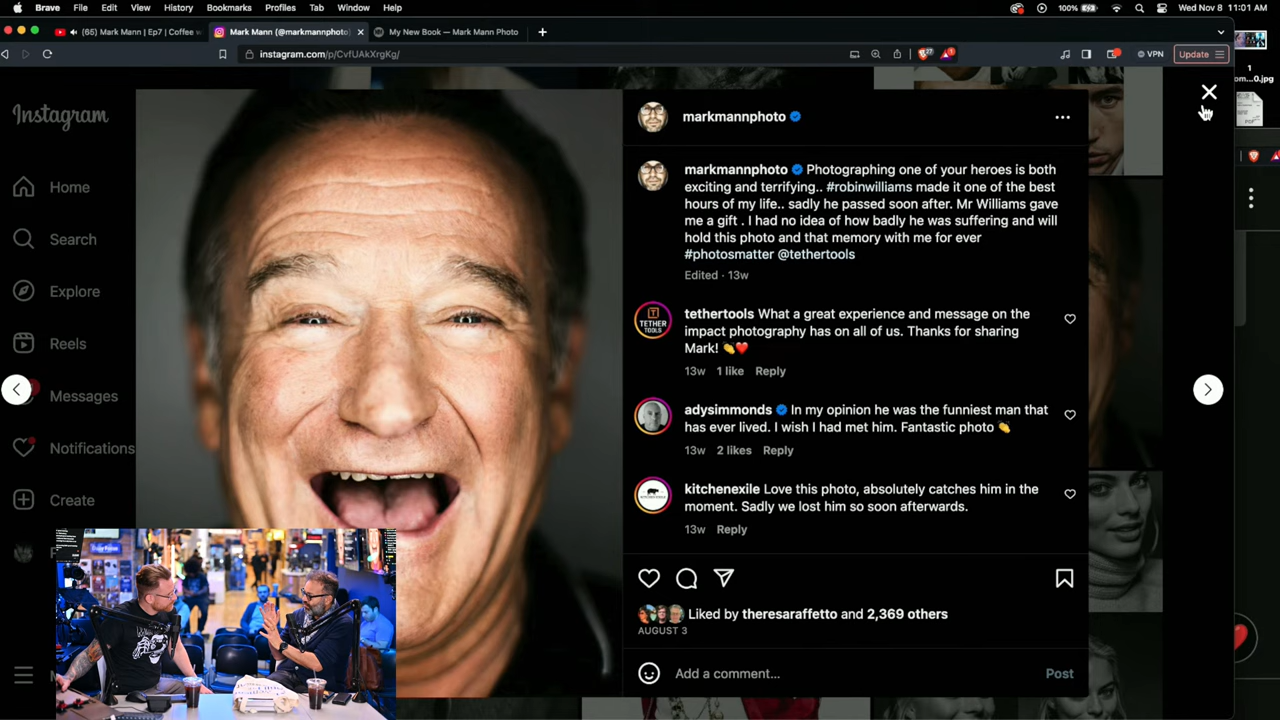 Brave File Edit View History Bookmarks Profiles Tab Window Help
100% Wed Nov 8 11:01 AM
(65) Mark Mann | Ep7 | Coffee w
Mark Mann (@markmannphoto)
My New Book — Mark Mann Photo
instagram.com/p/CvfUAkXrgKg/
27
VPN
Update
1
om...0.jpg
PDF
Instagram
Home
Search
Explore
Reels
Messages
Notifications
Create
markmannphoto
markmannphoto Photographing one of your heroes is both
exciting and terrifying.. #robinwilliams made it one of the best
hours of my life.. sadly he passed soon after. Mr Williams gave
me a gift . I had no idea of how badly he was suffering and will
hold this photo and that memory with me for ever
#photosmatter @tethertools
Edited · 13w
TETHER
TOOLS
tethertools What a great experience and message on the
impact photography has on all of us. Thanks for sharing
Mark! 👏❤️
13w 1 like Reply
adysimmonds In my opinion he was the funniest man that
has ever lived. I wish I had met him. Fantastic photo 👏
13w 2 likes Reply
kitchenexile Love this photo, absolutely catches him in the
moment. Sadly we lost him so soon afterwards.
13w Reply
Liked by theresaraffetto and 2,369 others
AUGUST 3
Add a comment...
Post